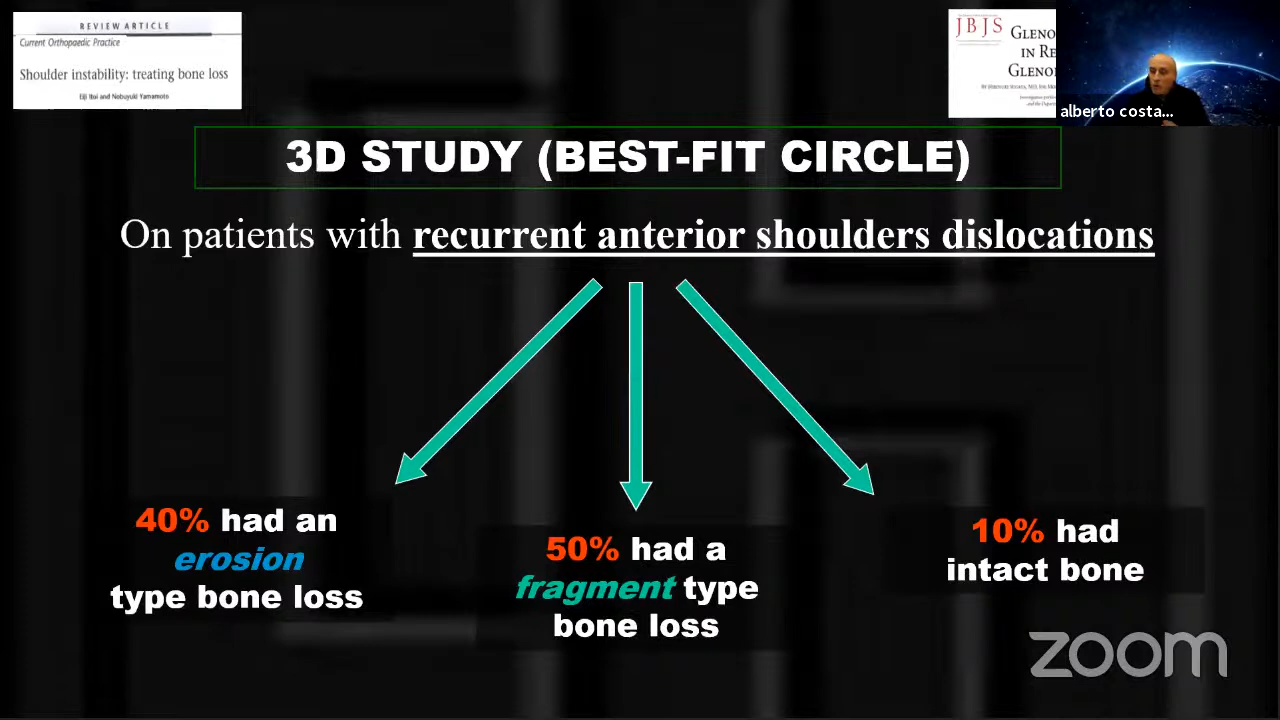 REVIEW ARTICLE
Current Orthopaedic Practice
Shoulder instability: treating bone loss
Eiji Itoi and Nobuyuki Yamamoto
JBJS
GLENO
IN RE
GLENO
alberto costa...
3D STUDY (BEST-FIT CIRCLE)
On patients with recurrent anterior shoulders dislocations
40% had an
erosion
type bone loss
50% had a
fragment type
bone loss
10% had
intact bone
zoom